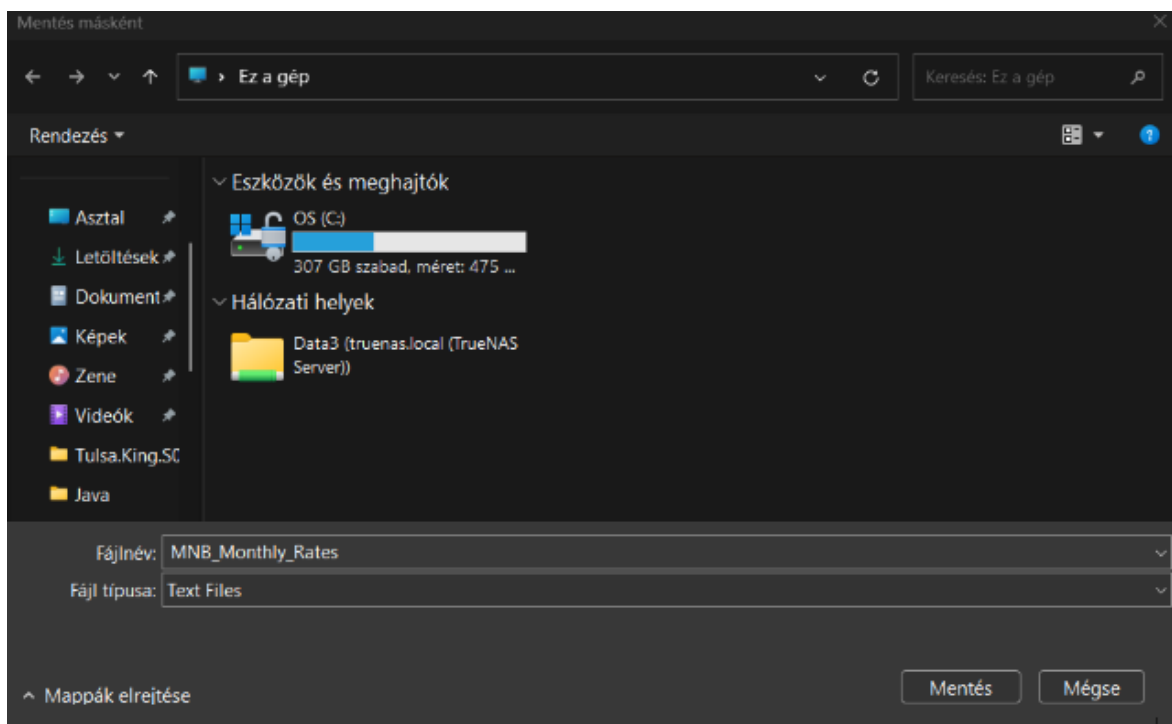 Mentés másként
Ez a gép
Keresés: Ez a gép
Rendezés
Eszközök és meghajtók
Asztal
OS (C:)
Letöltések
307 GB szabad, méret: 475 ...
Dokument
Hálózati helyek
Képek
Data3 (truenas.local (TrueNAS
Server))
Zene
Videók
Tulsa.King.S0
Java
Fájlnév: MNB_Monthly_Rates
Fájl típusa: Text Files
Mappák elrejtése
Mentés
Mégse